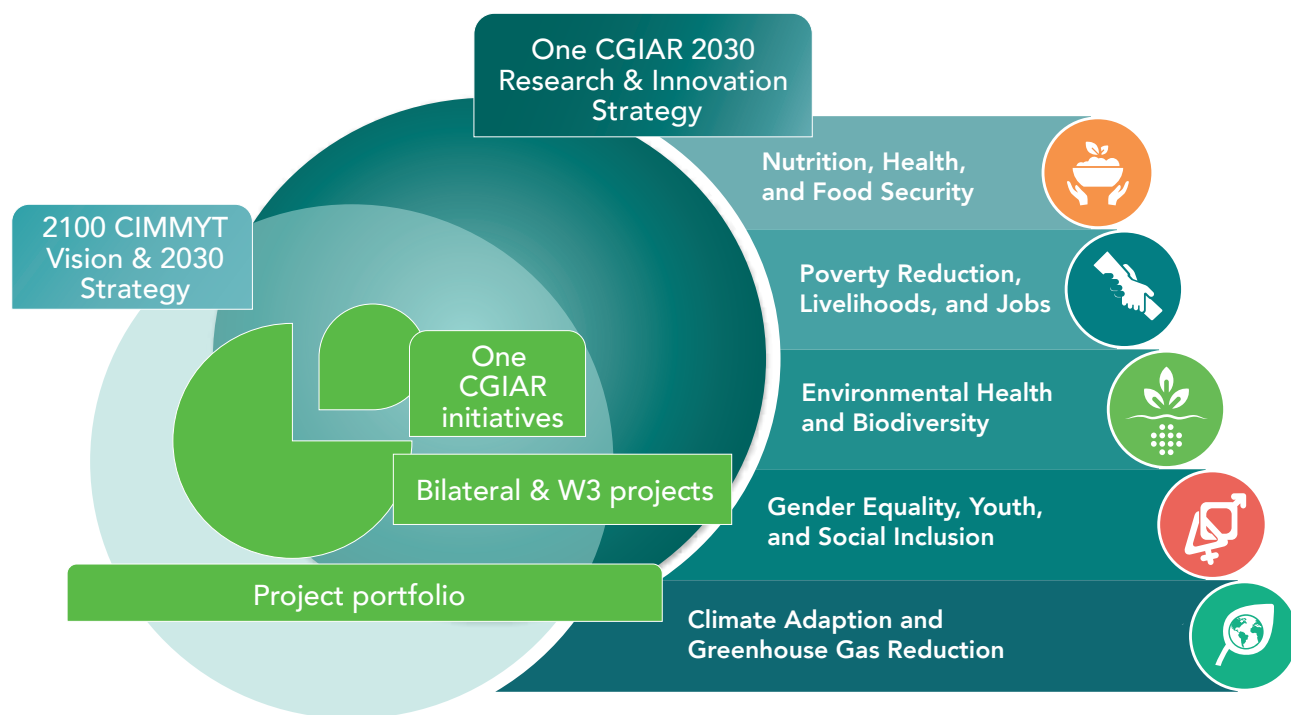 One CGIAR 2030
Research & Innovation
Strategy
2100 CIMMYT
Vision & 2030
Strategy
One
CGIAR
initiatives
Bilateral & W3 projects
Project portfolio
Nutrition, Health,
and Food Security
Poverty Reduction,
Livelihoods, and Jobs
Environmental Health
and Biodiversity
Gender Equality, Youth,
and Social Inclusion
Climate Adaption and
Greenhouse Gas Reduction